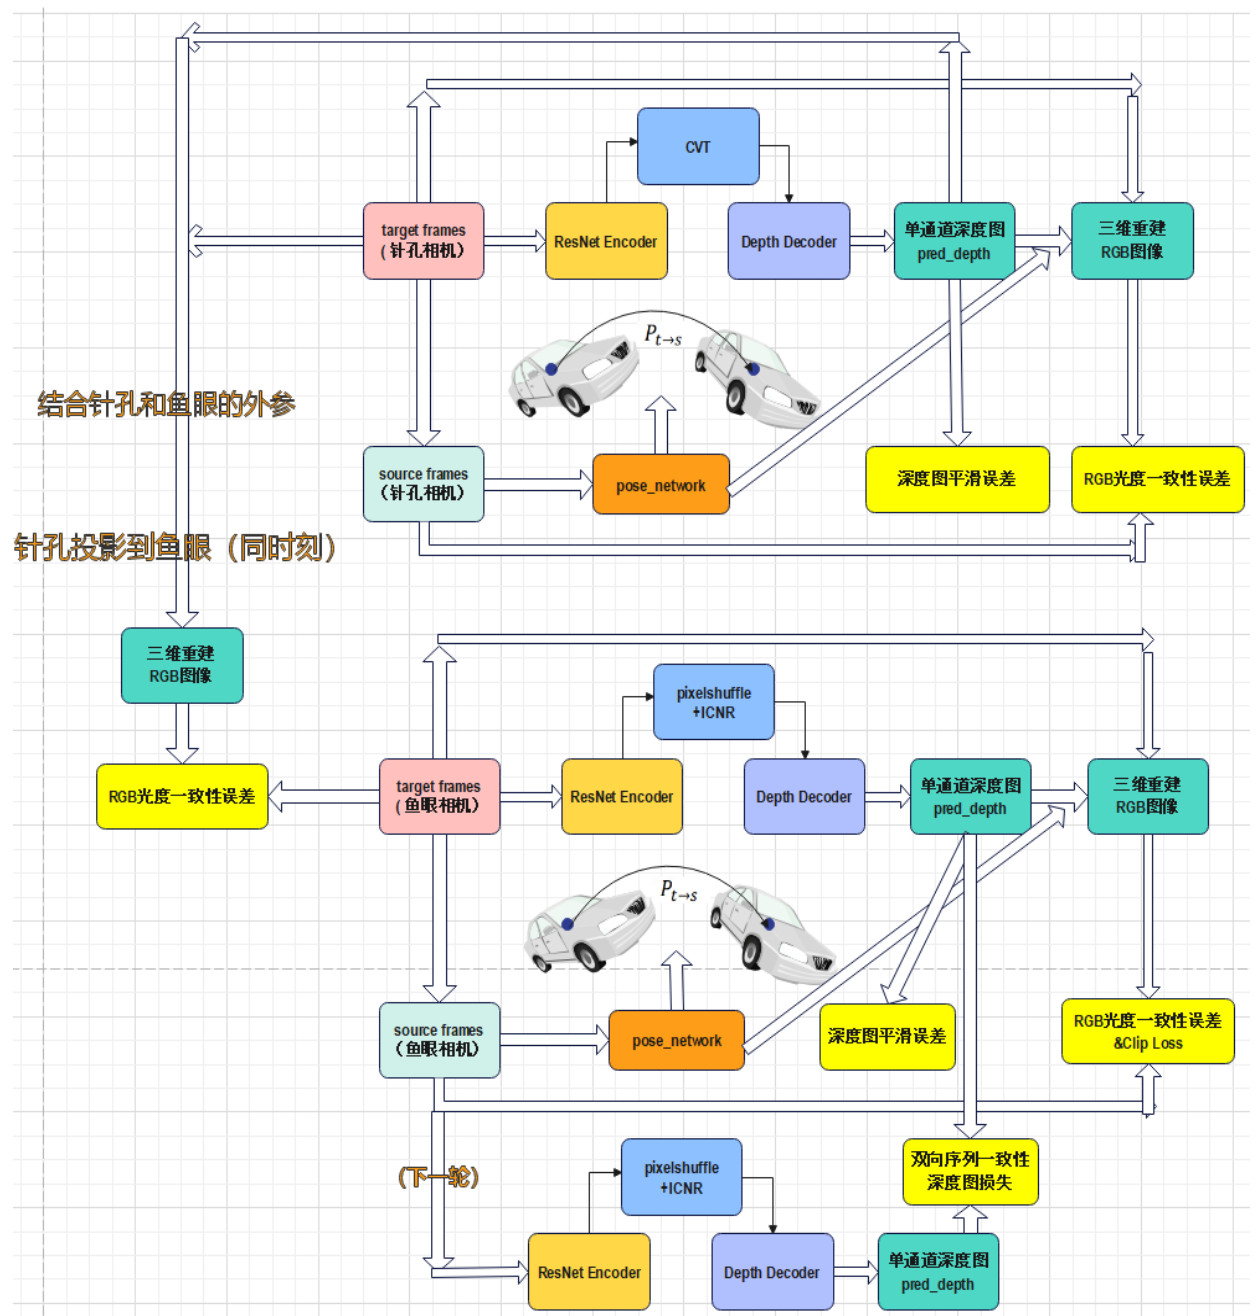 CVT
target frames
(针孔相机)
ResNet Encoder
Depth Decoder
单通道深度图
pred_depth
三维重建
RGB图像
P_{t→s}
结合针孔和鱼眼的外参
source frames
(针孔相机)
pose_network
深度图平滑误差
RGB光度一致性误差
针孔投影到鱼眼（同时刻）
三维重建
RGB图像
pixelshuffle
+ICNR
RGB光度一致性误差
target frames
(鱼眼相机)
ResNet Encoder
Depth Decoder
单通道深度图
pred_depth
三维重建
RGB图像
P_{t→s}
source frames
(鱼眼相机)
pose_network
深度图平滑误差
RGB光度一致性误差
&Clip Loss
(下一轮)
pixelshuffle
+ICNR
双向序列一致性
深度图损失
ResNet Encoder
Depth Decoder
单通道深度图
pred_depth